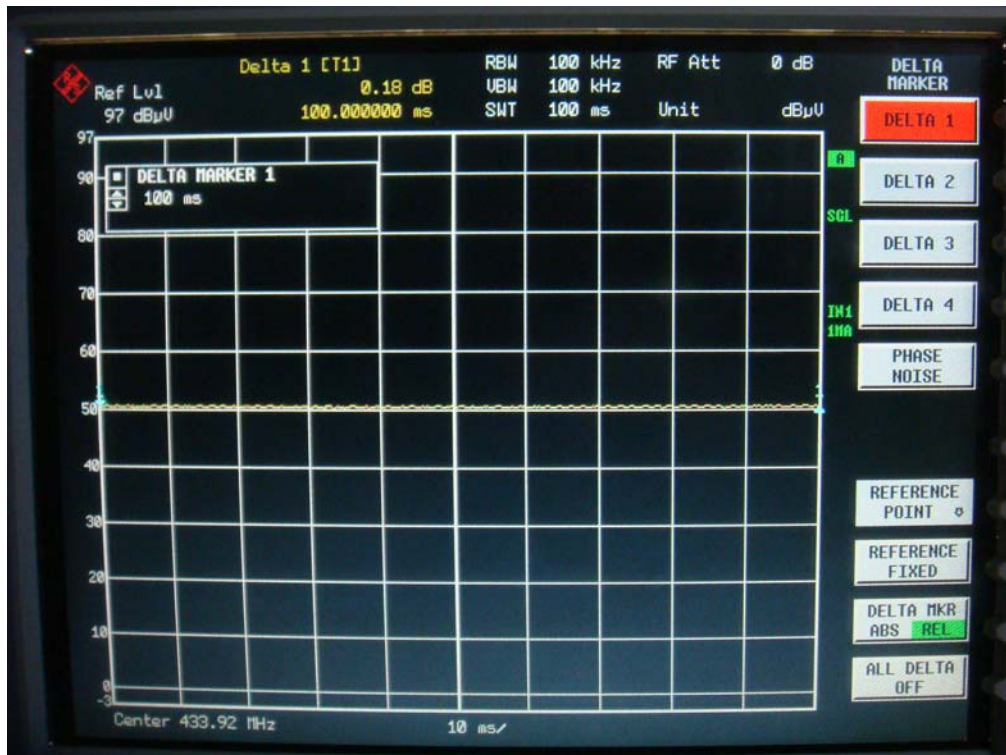 Delta 1 [T1]
0.18 dB
100.000000 ms
Ref Lvl
97 dBµV
RBW 100 kHz
VBW 100 kHz
SWT 100 ms
RF Att 0 dB
Unit dBµV
97
90
80
70
60
50
40
30
20
10
0
-3
DELTA MARKER 1
100 ms
1
1
A
SGL
IN1
1MA
Center 433.92 MHz
10 ms/
DELTA
MARKER
DELTA 1
DELTA 2
DELTA 3
DELTA 4
PHASE
NOISE
REFERENCE
POINT
REFERENCE
FIXED
DELTA MKR
ABS REL
ALL DELTA
OFF